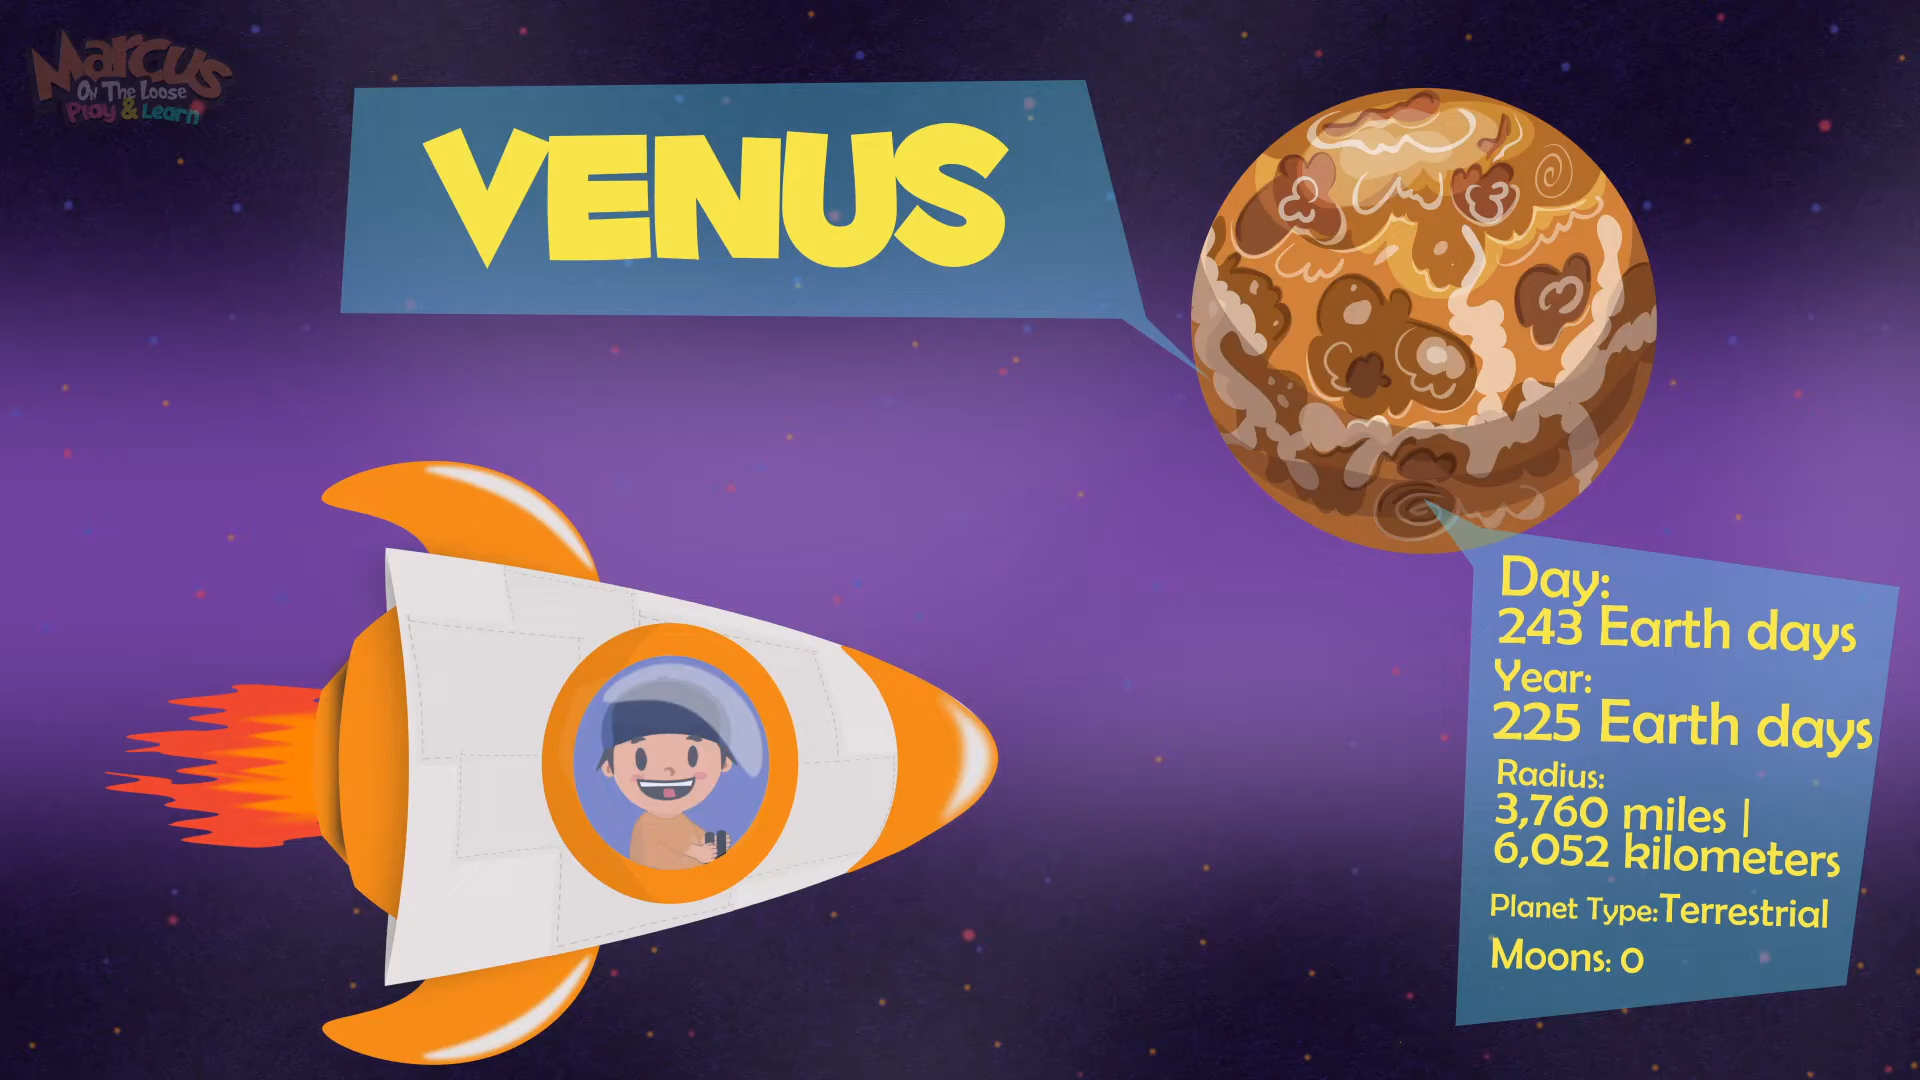 Marcus
On The Loose
Play & Learn
VENUS
Day:
243 Earth days
Year:
225 Earth days
Radius:
3,760 miles |
6,052 kilometers
Planet Type:Terrestrial
Moons: 0